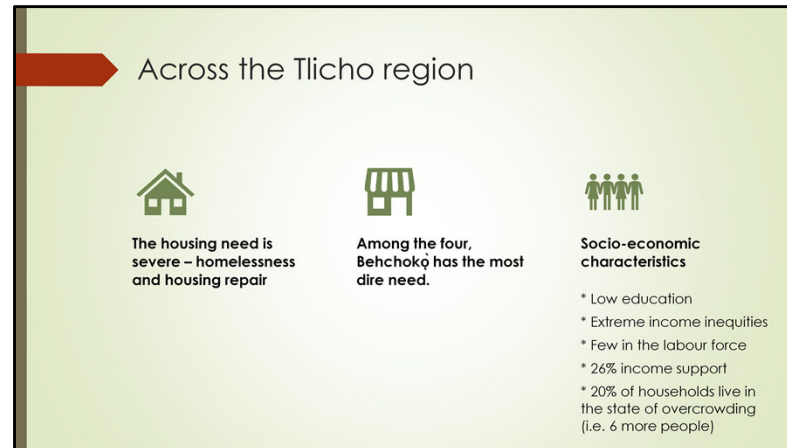 Across the Tlicho region
The housing need is
severe – homelessness
and housing repair
Among the four,
Behchokǫ̀ has the most
dire need.
Socio-economic
characteristics
* Low education
* Extreme income inequities
* Few in the labour force
* 26% income support
* 20% of households live in
the state of overcrowding
(i.e. 6 more people)